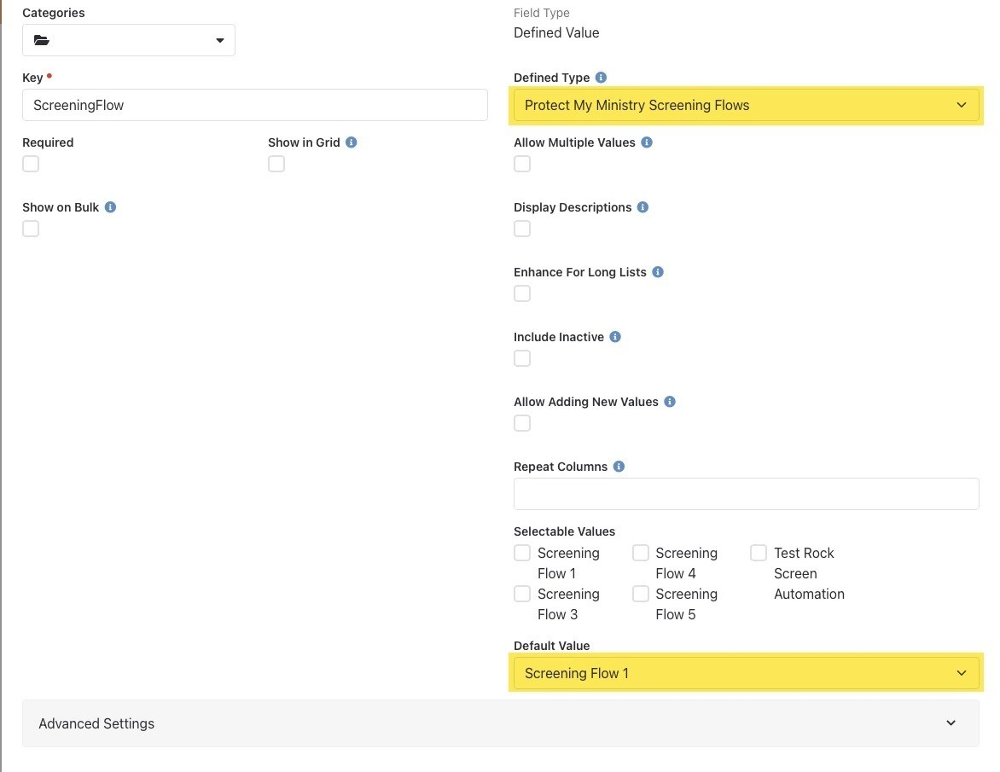 Categories
Field Type
Defined Value
Key
Defined Type
ScreeningFlow
Protect My Ministry Screening Flows
Required
Show in Grid
Allow Multiple Values
Show on Bulk
Display Descriptions
Enhance For Long Lists
Include Inactive
Allow Adding New Values
Repeat Columns
Selectable Values
Screening
Flow 1
Screening
Flow 4
Test Rock
Screen
Automation
Screening
Flow 3
Screening
Flow 5
Default Value
Screening Flow 1
Advanced Settings